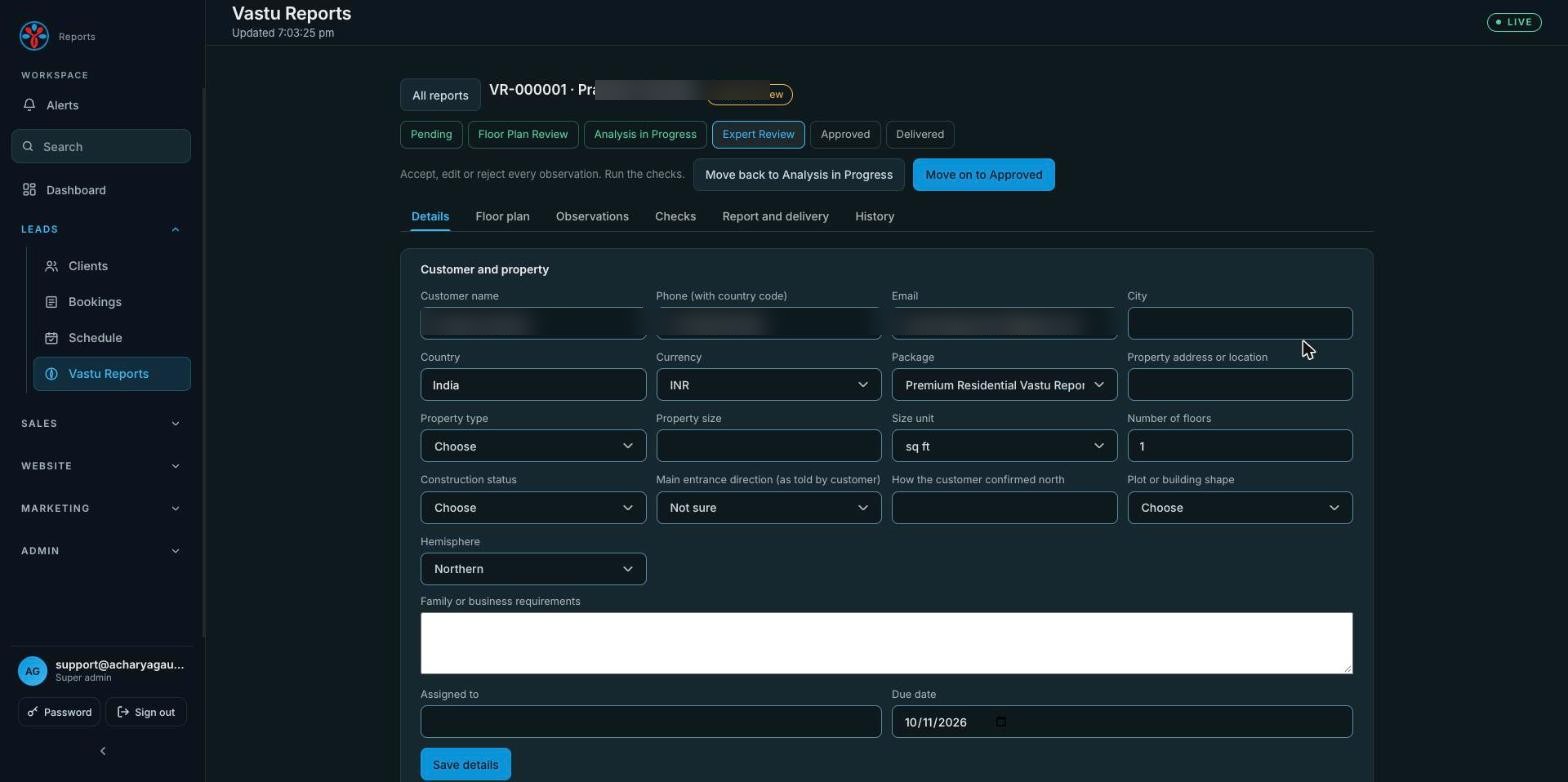 Reports
WORKSPACE
Alerts
Search
Dashboard
LEADS
Clients
Bookings
Schedule
Vastu Reports
SALES
WEBSITE
MARKETING
ADMIN
AG
support@acharyagau...
Super admin
Password
Sign out
Vastu Reports
Updated 7:03:25 pm
LIVE
All reports
VR-000001 · Pra
ew
Pending
Floor Plan Review
Analysis in Progress
Expert Review
Approved
Delivered
Accept, edit or reject every observation. Run the checks.
Move back to Analysis in Progress
Move on to Approved
Details
Floor plan
Observations
Checks
Report and delivery
History
Customer and property
Customer name
Phone (with country code)
Email
City
Country
Currency
Package
Property address or location
India
INR
Premium Residential Vastu Repor
Property type
Property size
Size unit
Number of floors
Choose
sq ft
1
Construction status
Main entrance direction (as told by customer)
How the customer confirmed north
Plot or building shape
Choose
Not sure
Choose
Hemisphere
Northern
Family or business requirements
Assigned to
Due date
10/11/2026
Save details